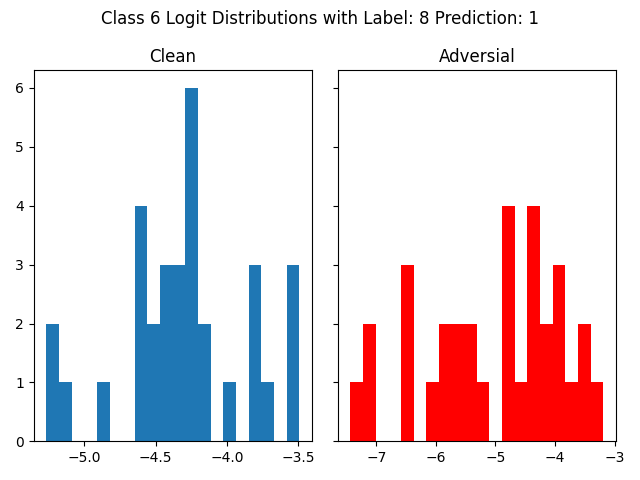 Class 6 Logit Distributions with Label: 8 Prediction: 1
Clean
Adversial
6
5
4
3
2
1
0
−5.0 −4.5 −4.0 −3.5
−7 −6 −5 −4 −3